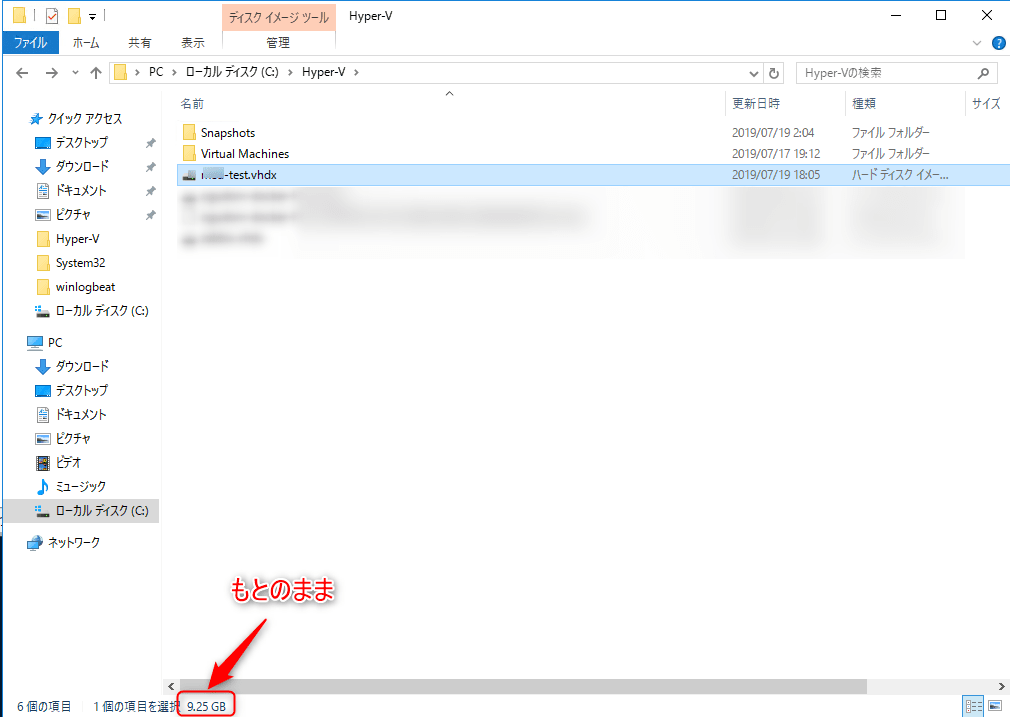 ディスク イメージ ツール
Hyper-V
ファイル
ホーム
共有
表示
管理
PC
ローカル ディスク (C:)
Hyper-V
Hyper-Vの検索
名前
更新日時
種類
サイズ
Snapshots
2019/07/19 2:04
ファイル フォルダー
Virtual Machines
2019/07/17 19:12
ファイル フォルダー
-test.vhdx
2019/07/19 18:05
ハード ディスク イメー...
クイック アクセス
デスクトップ
ダウンロード
ドキュメント
ピクチャ
Hyper-V
System32
winlogbeat
ローカル ディスク (C:)
PC
ダウンロード
デスクトップ
ドキュメント
ピクチャ
ビデオ
ミュージック
ローカル ディスク (C:)
ネットワーク
もとのまま
6 個の項目
1 個の項目を選択
9.25 GB